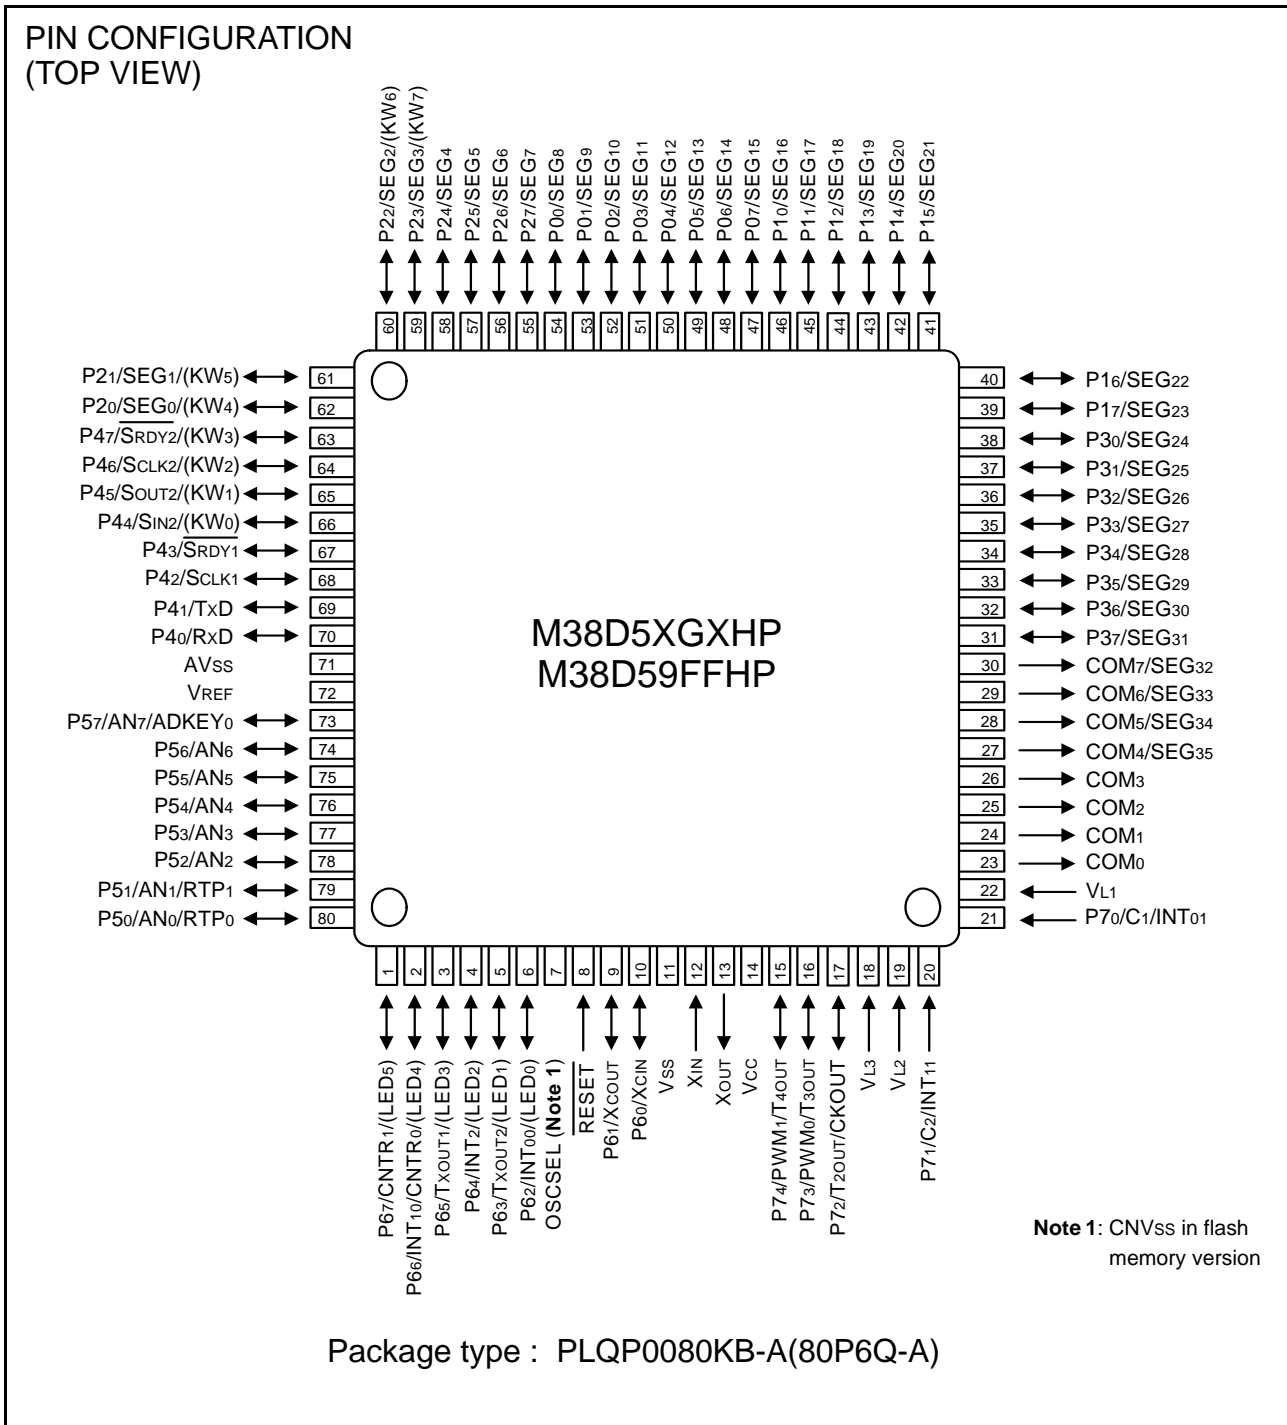 PIN CONFIGURATION
(TOP VIEW)
P22/SEG2/(KW6)
P23/SEG3/(KW7)
P24/SEG4
P25/SEG5
P26/SEG6
P27/SEG7
P00/SEG8
P01/SEG9
P02/SEG10
P03/SEG11
P04/SEG12
P05/SEG13
P06/SEG14
P07/SEG15
P10/SEG16
P11/SEG17
P12/SEG18
P13/SEG19
P14/SEG20
P15/SEG21
60 59 58 57 56 55 54 53 52 51 50 49 48 47 46 45 44 43 42 41
P21/SEG1/(KW5) 61
P20/SEG0/(KW4) 62
P47/SRDY2/(KW3) 63
P46/SCLK2/(KW2) 64
P45/SOUT2/(KW1) 65
P44/SIN2/(KW0) 66
P43/SRDY1 67
P42/SCLK1 68
P41/TxD 69
P40/RxD 70
AVSS 71
VREF 72
P57/AN7/ADKEY0 73
P56/AN6 74
P55/AN5 75
P54/AN4 76
P53/AN3 77
P52/AN2 78
P51/AN1/RTP1 79
P50/AN0/RTP0 80
M38D5XGXHP
M38D59FFHP
40 P16/SEG22
39 P17/SEG23
38 P30/SEG24
37 P31/SEG25
36 P32/SEG26
35 P33/SEG27
34 P34/SEG28
33 P35/SEG29
32 P36/SEG30
31 P37/SEG31
30 COM7/SEG32
29 COM6/SEG33
28 COM5/SEG34
27 COM4/SEG35
26 COM3
25 COM2
24 COM1
23 COM0
22 VL1
21 P70/C1/INT01
1 2 3 4 5 6 7 8 9 10 11 12 13 14 15 16 17 18 19 20
P67/CNTR1/(LED5)
P66/INT10/CNTR0/(LED4)
P65/TXOUT1/(LED3)
P64/INT2/(LED2)
P63/TXOUT2/(LED1)
P62/INT00/(LED0)
OSCSEL (Note 1)
RESET
P61/XCOUT
P60/XCIN
VSS
XIN
XOUT
VCC
P74/PWM1/T4OUT
P73/PWM0/T3OUT
P72/T2OUT/CKOUT
VL3
VL2
P71/C2/INT11
Note 1: CNVSS in flash
memory version
Package type : PLQP0080KB-A(80P6Q-A)